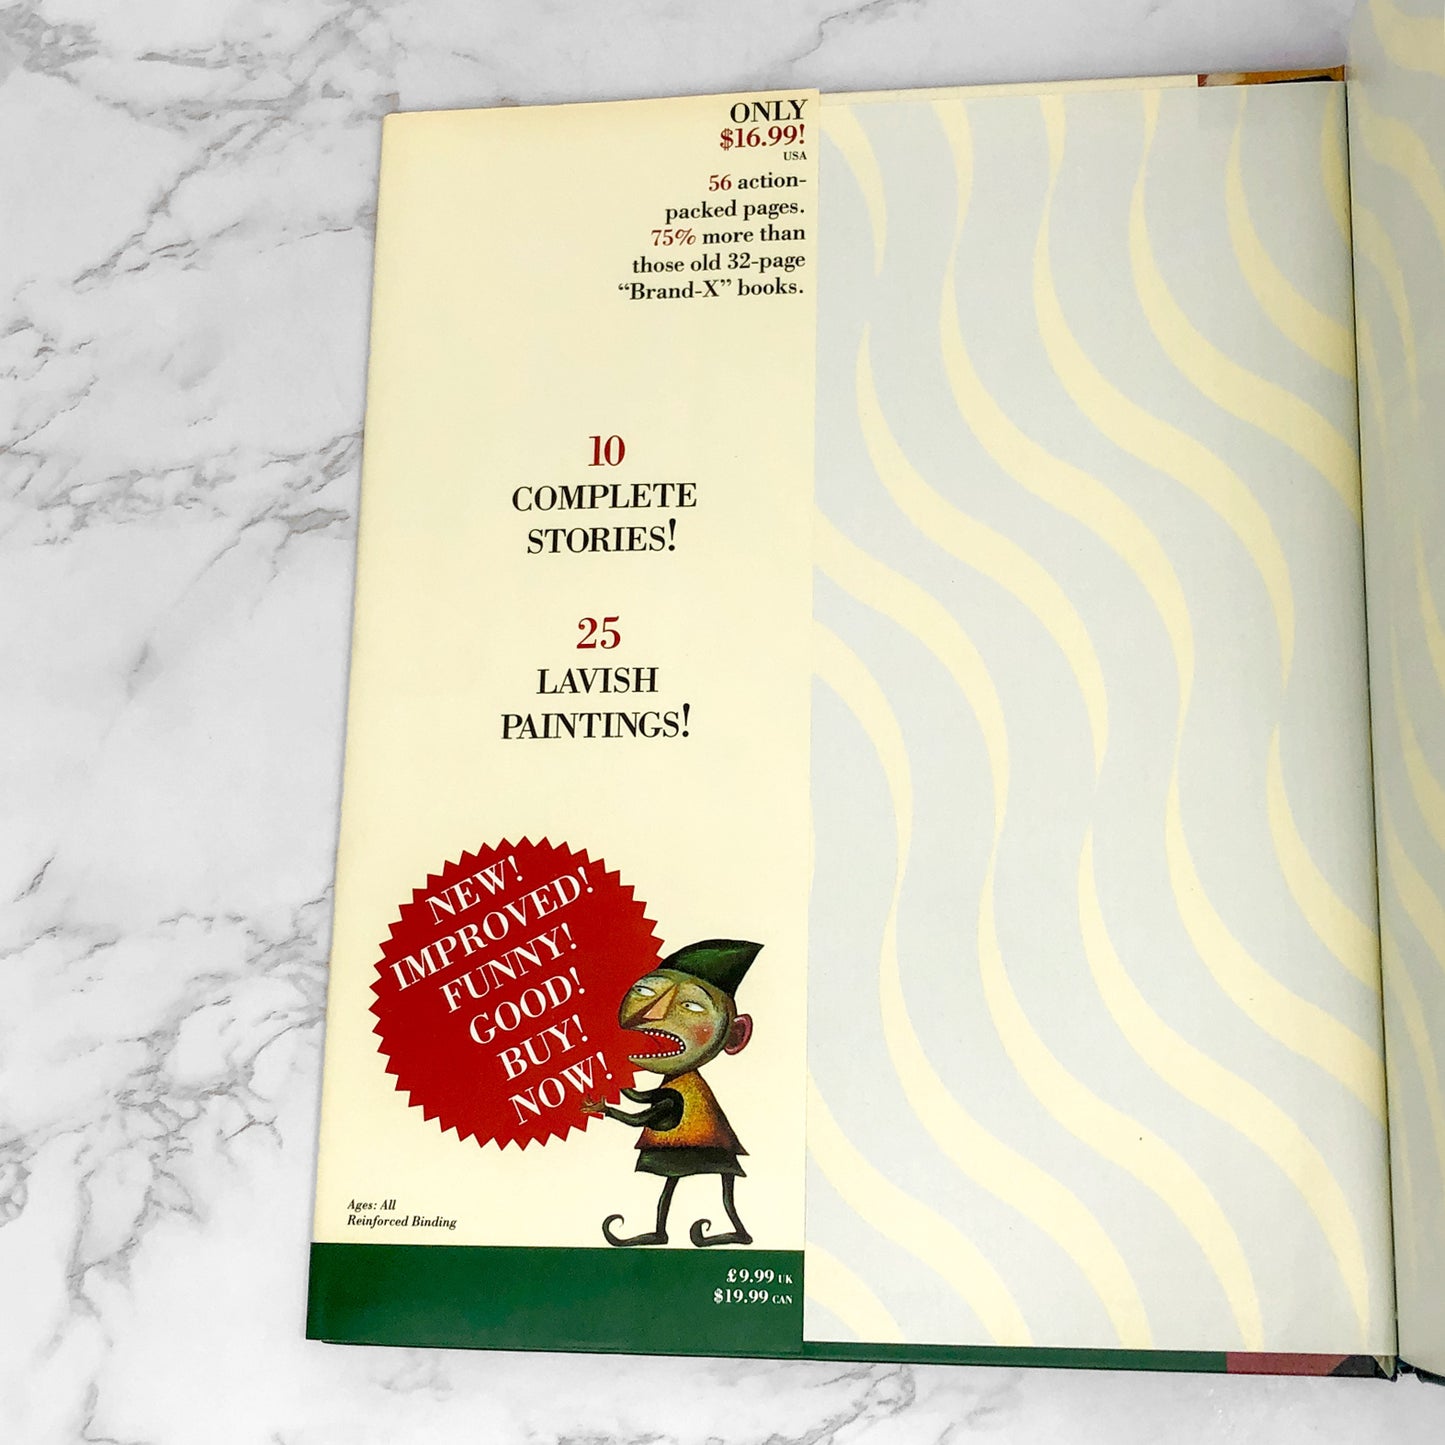 ONLY
$16.99!
USA
56 action-
packed pages.
75% more than
those old 32-page
“Brand-X” books.
10
COMPLETE
STORIES!
25
LAVISH
PAINTINGS!
NEW!
IMPROVED!
FUNNY!
GOOD!
BUY!
NOW!
Ages: All
Reinforced Binding
£9.99 UK
$19.99 CAN